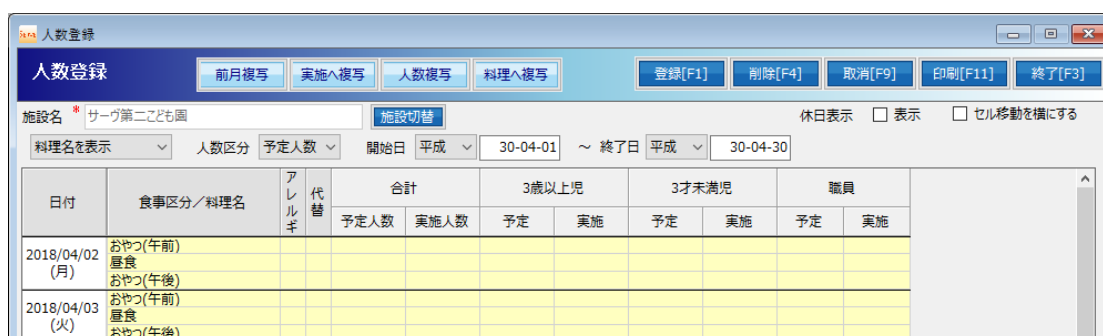 人数登録
人数登録 前月複写 実施へ複写 人数複写 料理へ複写 登録[F1] 削除[F4] 取消[F9] 印刷[F11] 終了[F3]
施設名 * サーヴ第二こども園 施設切替 休日表示 表示 セル移動を横にする
料理名を表示 人数区分 予定人数 開始日 平成 30-04-01 ～ 終了日 平成 30-04-30
日付 食事区分／料理名 アレルギ 代替 合計 3歳以上児 3才未満児 職員
予定人数 実施人数 予定 実施 予定 実施 予定 実施
2018/04/02
(月)
おやつ(午前)
昼食
おやつ(午後)
2018/04/03
(火)
おやつ(午前)
昼食
おやつ(午後)